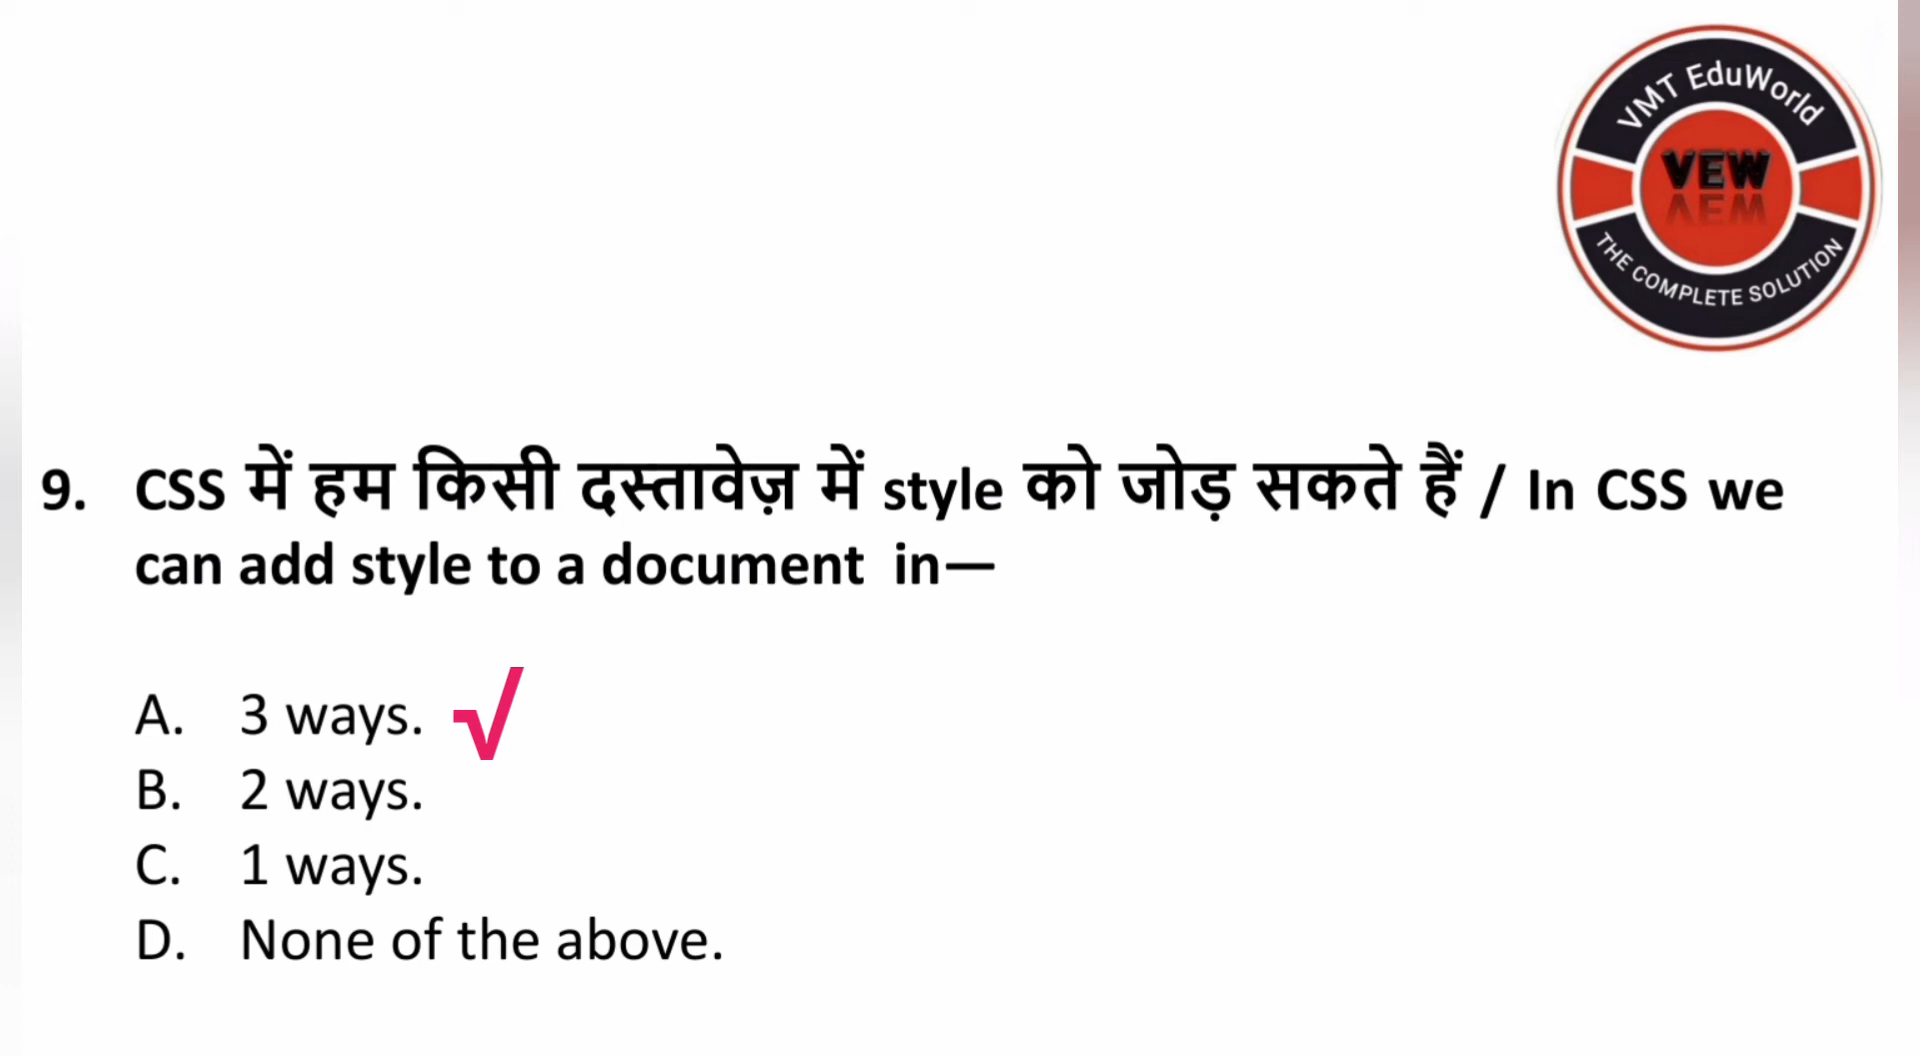 VMT EduWorld
VEW
THE COMPLETE SOLUTION
9. CSS में हम किसी दस्तावेज़ में style को जोड़ सकते हैं / In CSS we
can add style to a document in—
A. 3 ways. √
B. 2 ways.
C. 1 ways.
D. None of the above.